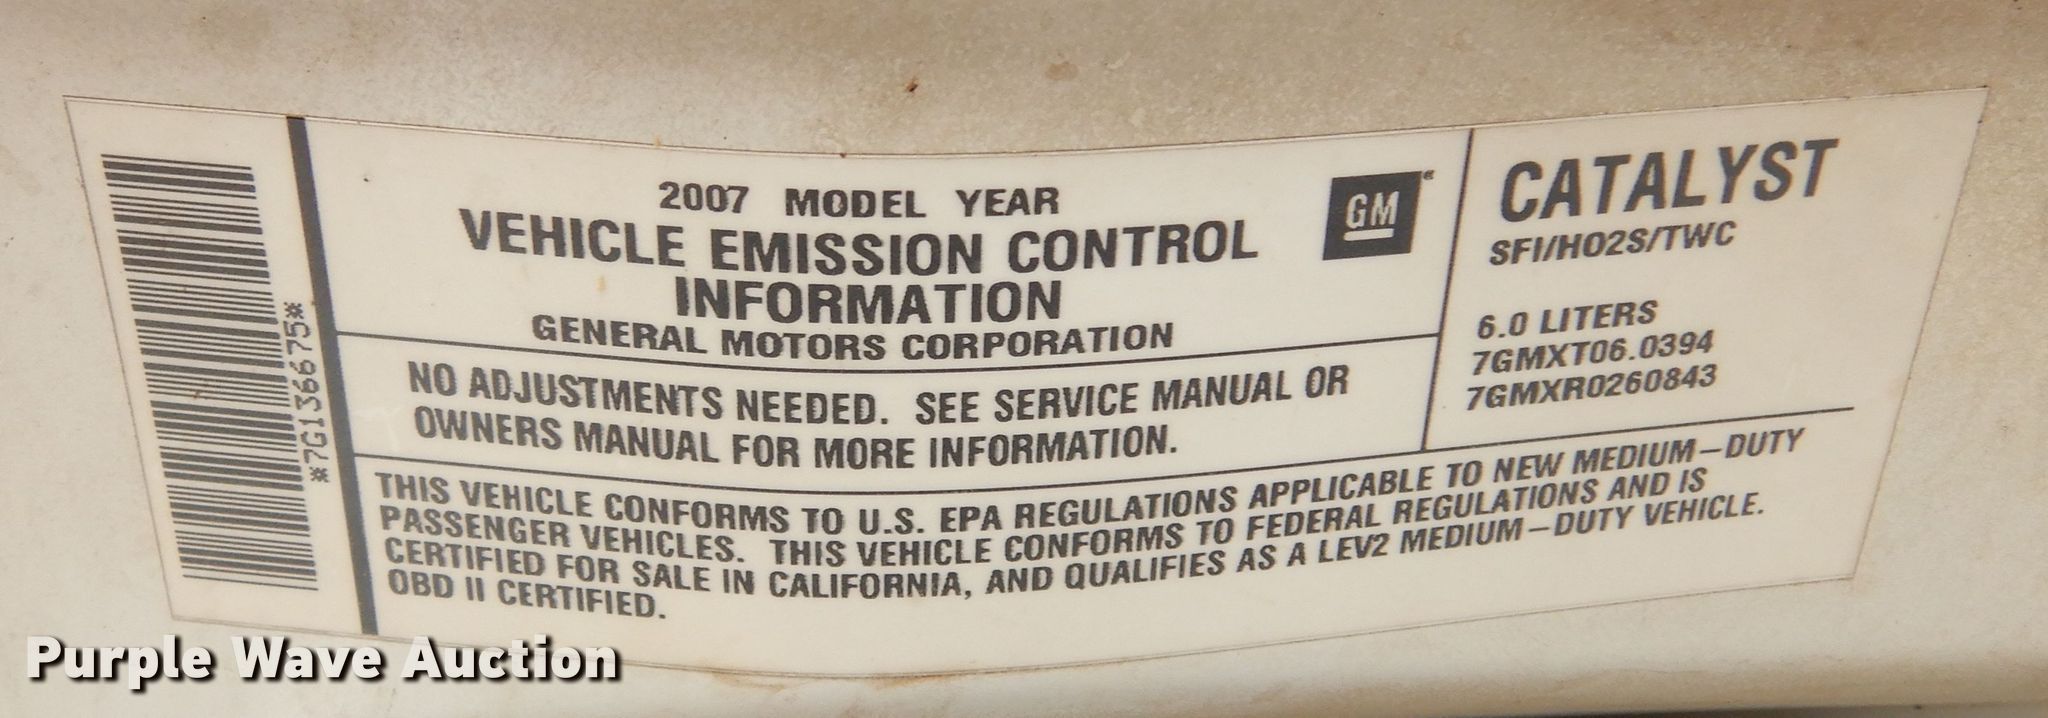 *7G136675*
2007 MODEL YEAR
VEHICLE EMISSION CONTROL
INFORMATION
GENERAL MOTORS CORPORATION
GM
NO ADJUSTMENTS NEEDED. SEE SERVICE MANUAL OR
OWNERS MANUAL FOR MORE INFORMATION.
CATALYST
SFI/HO2S/TWC
6.0 LITERS
7GMXT06.0394
7GMXR0260843
THIS VEHICLE CONFORMS TO U.S. EPA REGULATIONS APPLICABLE TO NEW MEDIUM-DUTY
PASSENGER VEHICLES. THIS VEHICLE CONFORMS TO FEDERAL REGULATIONS AND IS
CERTIFIED FOR SALE IN CALIFORNIA, AND QUALIFIES AS A LEV2 MEDIUM-DUTY VEHICLE.
OBD II CERTIFIED.
Purple Wave Auction